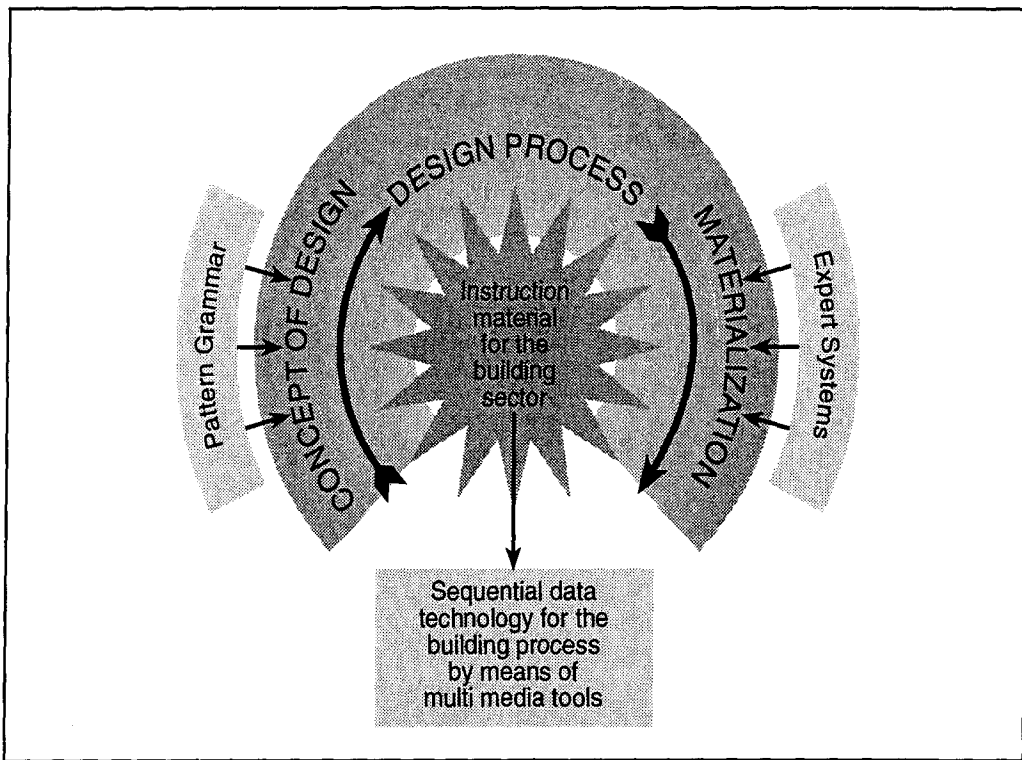 DESIGN PROCESS
CONCEPT OF DESIGN
MATERIALIZATION
Pattern Grammar
Expert Systems
Instruction
material
for the
building
sector
Sequential data
technology for the
building process
by means of
multi media tools